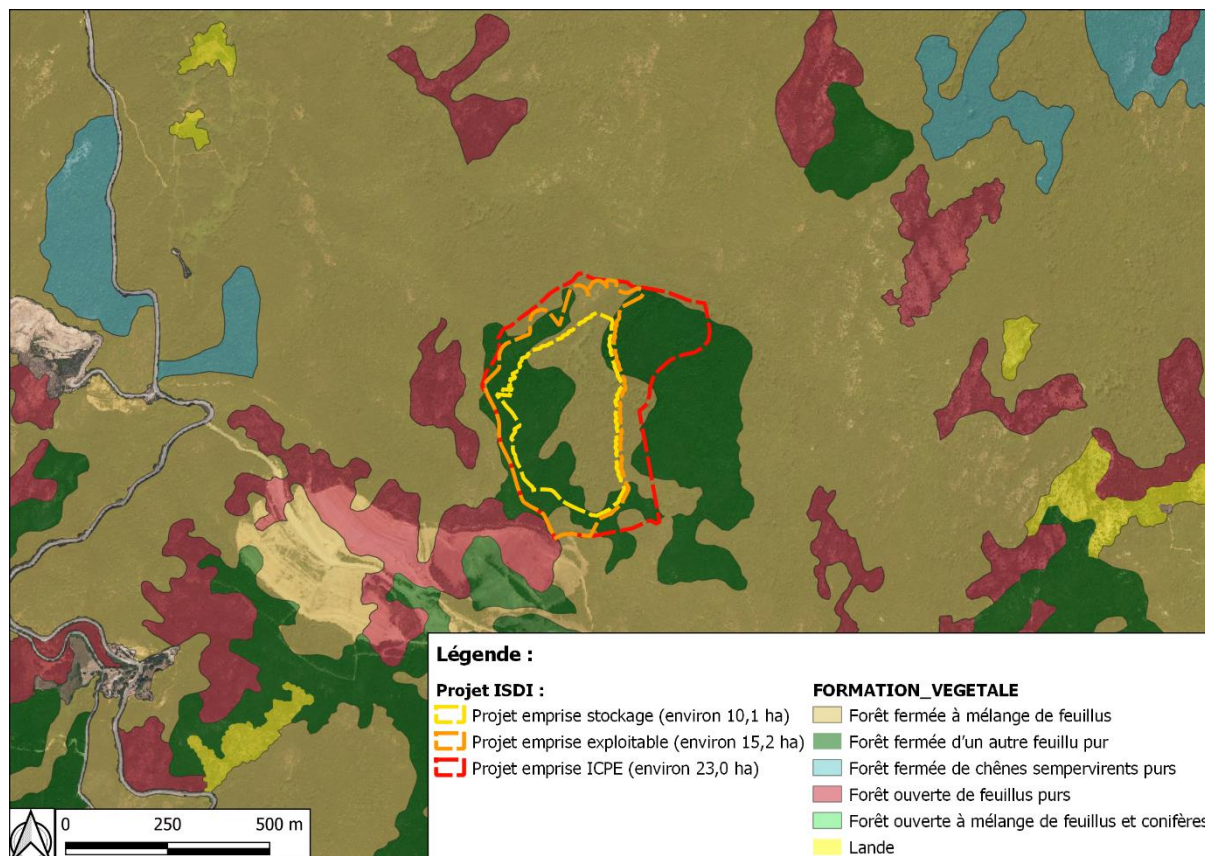 Légende :
Projet ISDI :
Projet emprise stockage (environ 10,1 ha)
Projet emprise exploitable (environ 15,2 ha)
Projet emprise ICPE (environ 23,0 ha)
FORMATION_VEGETALE
Forêt fermée à mélange de feuillus
Forêt fermée d'un autre feuillu pur
Forêt fermée de chênes sempervirents purs
Forêt ouverte de feuillus purs
Forêt ouverte à mélange de feuillus et conifères
Lande
0 250 500 m